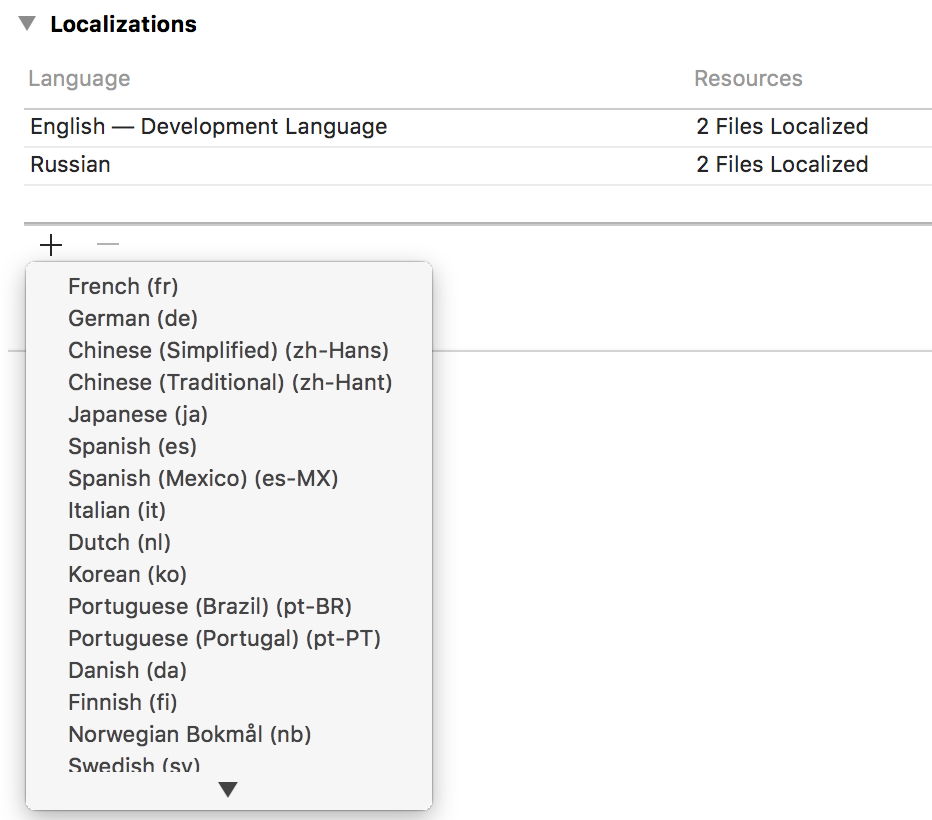 Localizations
Language Resources
English — Development Language 2 Files Localized
Russian 2 Files Localized
French (fr)
German (de)
Chinese (Simplified) (zh-Hans)
Chinese (Traditional) (zh-Hant)
Japanese (ja)
Spanish (es)
Spanish (Mexico) (es-MX)
Italian (it)
Dutch (nl)
Korean (ko)
Portuguese (Brazil) (pt-BR)
Portuguese (Portugal) (pt-PT)
Danish (da)
Finnish (fi)
Norwegian Bokmål (nb)
Swedish (sv)